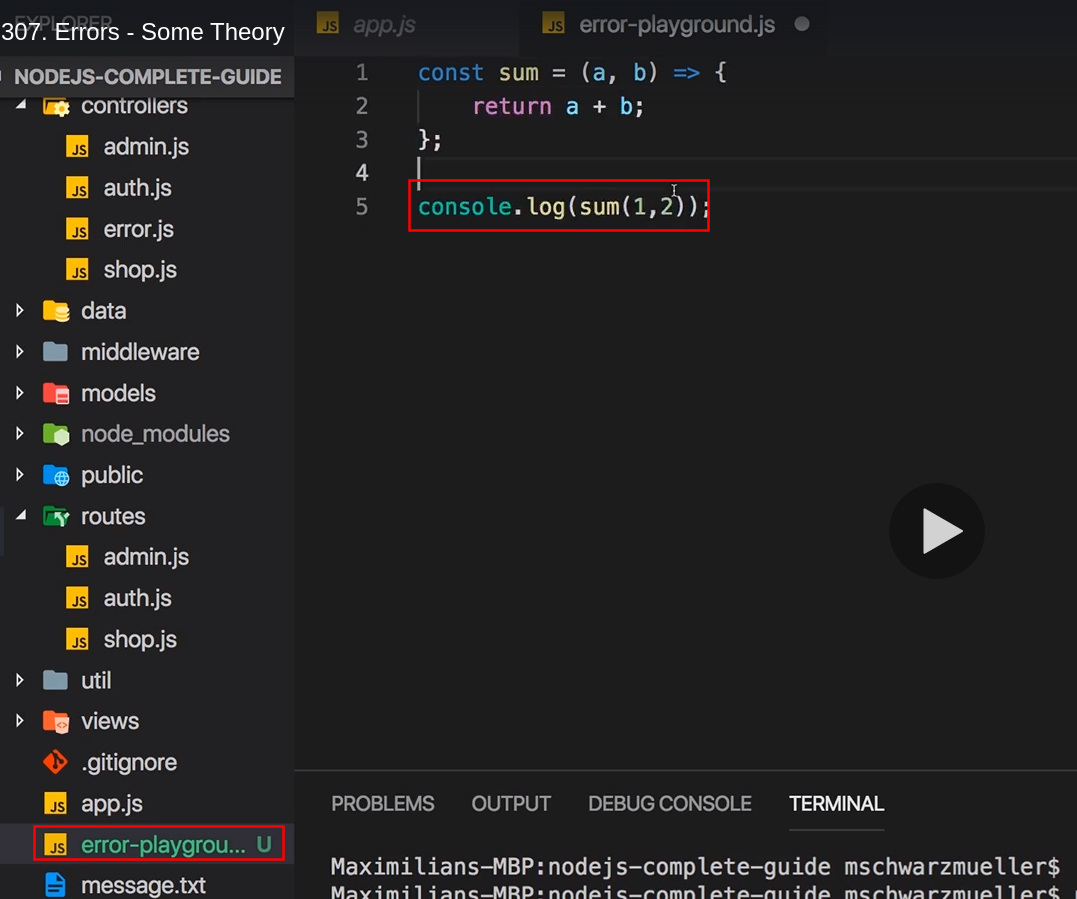 EXPLORER
307. Errors - Some Theory
NODEJS-COMPLETE-GUIDE
controllers
JS admin.js
JS auth.js
JS error.js
JS shop.js
data
middleware
models
node_modules
public
routes
JS admin.js
JS auth.js
JS shop.js
util
views
.gitignore
JS app.js
JS error-playgrou... U
message.txt
JS app.js
JS error-playground.js
1 const sum = (a, b) => {
2 return a + b;
3 };
4
5 console.log(sum(1,2));
PROBLEMS OUTPUT DEBUG CONSOLE TERMINAL
Maximilians-MBP:nodejs-complete-guide mschwarzmueller$
Maximilians-MBP:nodejs-complete-guide mschwarzmueller$